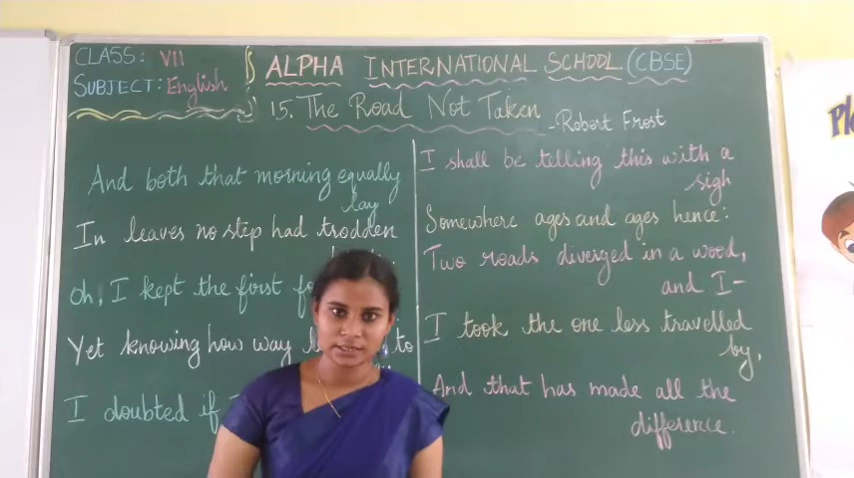 CLASS: VII
SUBJECT: English
ALPHA INTERNATIONAL SCHOOL (CBSE)
15. The Road Not Taken
-Robert Frost
And both that morning equally
lay
In leaves no step had trodden
oh, I kept the first
Yet knowing how way to
I doubted if
I shall be telling this with a
sigh
Somewhere ages and ages hence:
Two roads diverged in a wood,
and I-
I took the one less travelled
by,
And that has made all the
difference.